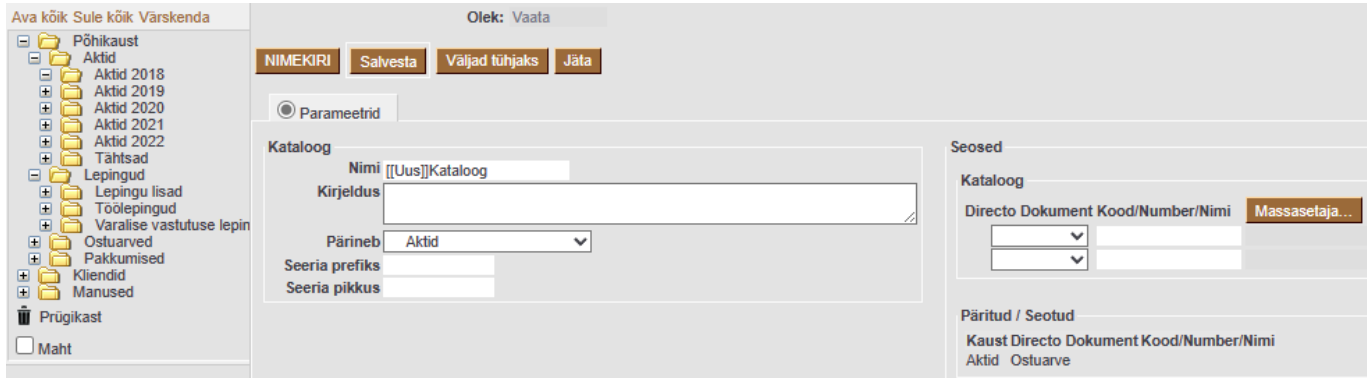 Ava kõik Sule kõik Värskenda
Põhikaust
Aktid
Aktid 2018
Aktid 2019
Aktid 2020
Aktid 2021
Aktid 2022
Tähtsad
Lepingud
Lepingu lisad
Töölepingud
Varalise vastutuse lepin
Ostuarved
Pakkumised
Kliendid
Manused
Prügikast
Maht
Olek: Vaata
NIMEKIRI Salvesta Väljad tühjaks Jäta
Parameetrid
Kataloog
Nimi [[Uus]]Kataloog
Kirjeldus
Pärineb Aktid
Seeria prefiks
Seeria pikkus
Seosed
Kataloog
Directo Dokument Kood/Number/Nimi Massasetaja...
Päritud / Seotud
Kaust Directo Dokument Kood/Number/Nimi
Aktid Ostuarve